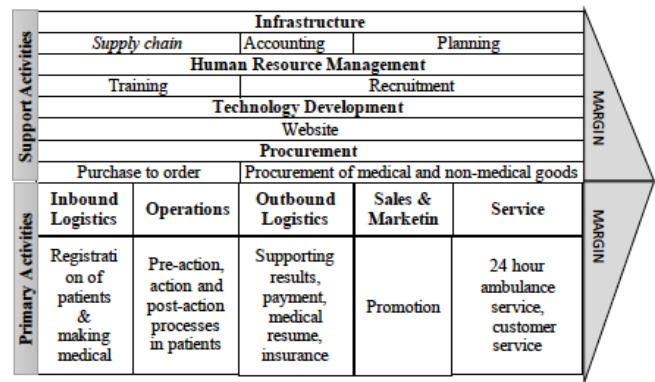 Support Activities
Infrastructure
Supply chain Accounting Planning
Human Resource Management
Training Recruitment
Technology Development
Website
Procurement
Purchase to order Procurement of medical and non-medical goods
MARGIN
Primary Activities
Inbound
Logistics
Operations
Outbound
Logistics
Sales &
Marketin
Service
Registrati
on of
patients
&
making
medical
Pre-action,
action and
post-action
processes
in patients
Supporting
results,
payment,
medical
resume,
insurance
Promotion
24 hour
ambulance
service,
customer
service
MARGIN